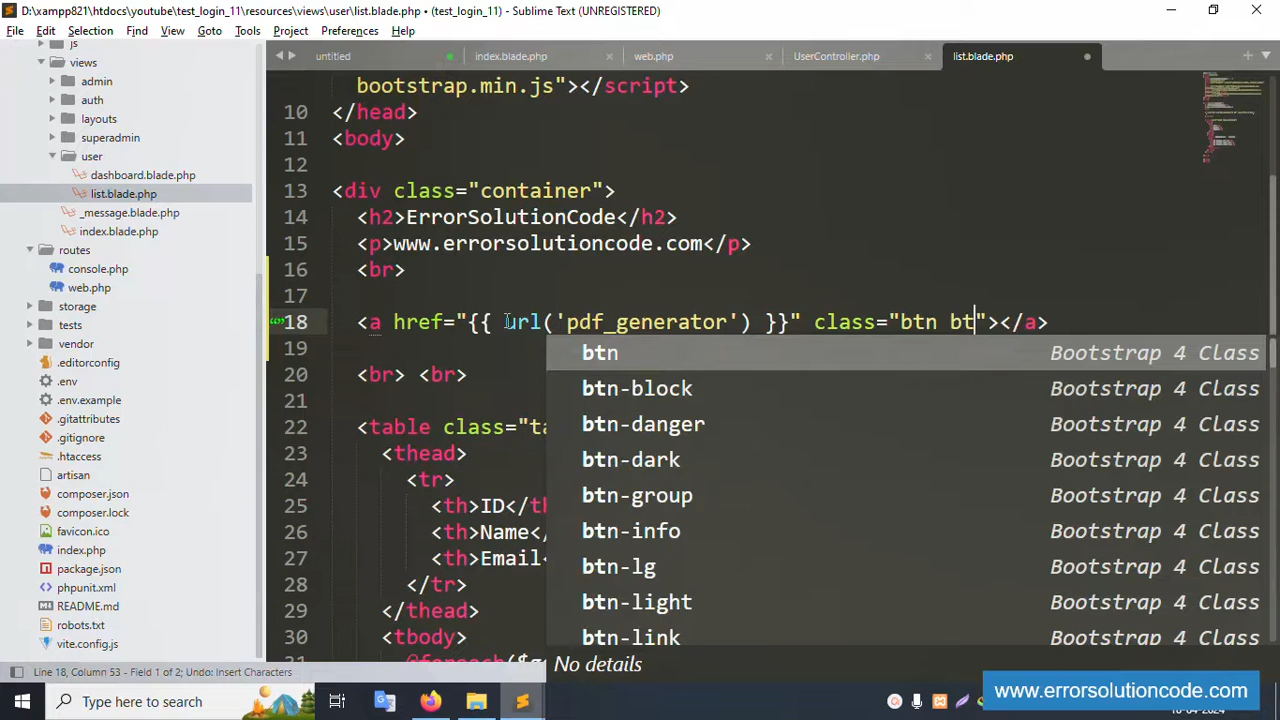 D:\xampp821\htdocs\youtube\test_login_11\resources\views\user\list.blade.php • (test_login_11) - Sublime Text (UNREGISTERED)
File Edit Selection Find View Goto Tools Project Preferences Help
js
views
admin
auth
layouts
superadmin
user
dashboard.blade.php
list.blade.php
_message.blade.php
index.blade.php
routes
console.php
web.php
storage
tests
vendor
.editorconfig
.env
.env.example
.gitattributes
.gitignore
.htaccess
artisan
composer.json
composer.lock
favicon.ico
index.php
package.json
phpunit.xml
README.md
robots.txt
vite.config.js
untitled index.blade.php web.php UserController.php list.blade.php
bootstrap.min.js"></script>
10 </head>
11 <body>
12
13 <div class="container">
14 <h2>ErrorSolutionCode</h2>
15 <p>www.errorsolutioncode.com</p>
16 <br>
17
18 <a href="{{ url('pdf_generator') }}" class="btn bt"></a>
19
20 <br> <br>
21
22 <table class="ta
23 <thead>
24 <tr>
25 <th>ID</th
26 <th>Name</
27 <th>Email<
28 </tr>
29 </thead>
30 <tbody>
btn Bootstrap 4 Class
btn-block Bootstrap 4 Class
btn-danger Bootstrap 4 Class
btn-dark Bootstrap 4 Class
btn-group Bootstrap 4 Class
btn-info Bootstrap 4 Class
btn-lg Bootstrap 4 Class
btn-light Bootstrap 4 Class
btn-link Bootstrap 4 Class
No details
Line 18, Column 53 - Field 1 of 2; Undo: Insert Characters
Type here to search
www.errorsolutioncode.com